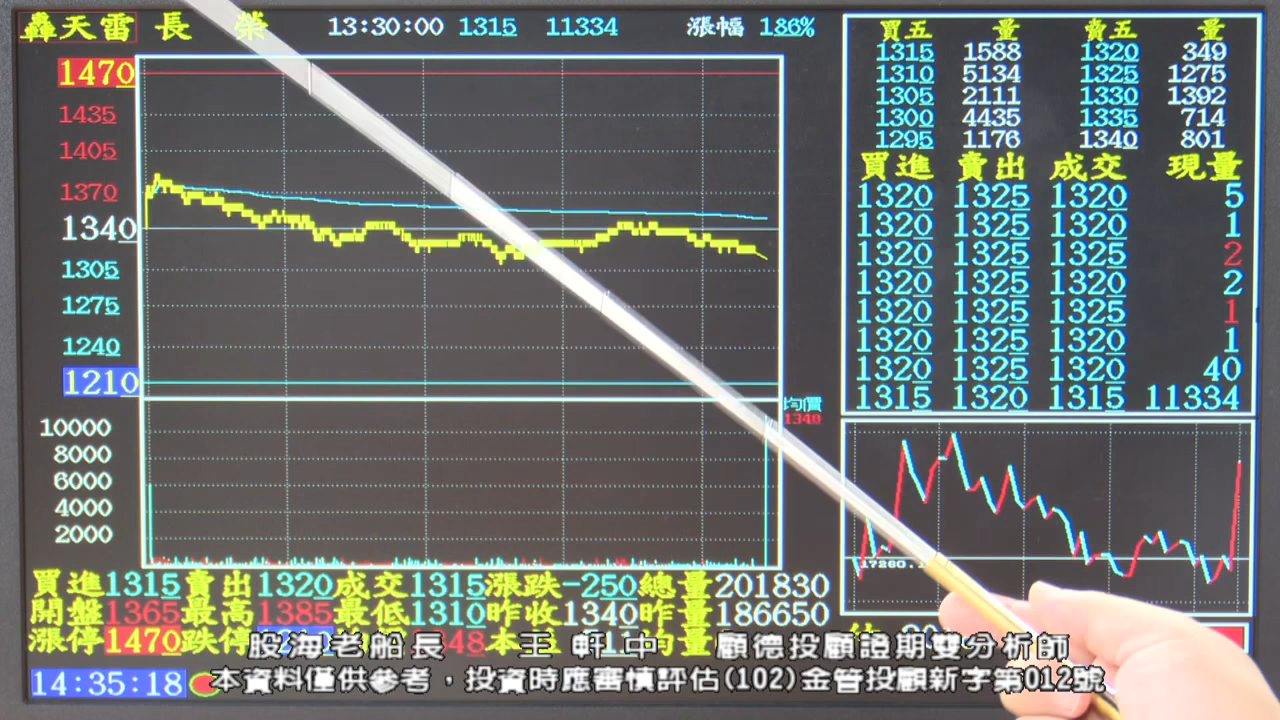 轟天雷 長 榮 13:30:00 1315 11334 漲幅 186%
1470
1435
1405
1370
1340
1305
1275
1240
1210
10000
8000
6000
4000
2000
均價
1340
買五 量 賣五 量
1315 1588 1320 349
1310 5134 1325 1275
1305 2111 1330 1392
1300 4435 1335 714
1295 1176 1340 801
買進 賣出 成交 現量
1320 1325 1320 5
1320 1325 1320 1
1320 1325 1320 2
1320 1325 1320 2
1320 1325 1320 1
1320 1325 1320 1
1320 1325 1320 40
1315 1320 1315 11334
買進1315賣出1320成交1315漲跌-250總量201830
開盤1365最高1385最低1310昨收1340昨量186650
漲停1470跌停
股海老船長 王軒中 顧德投顧證期雙分析師
14:35:18
本資料僅供參考，投資時應審慎評估(102)金管投顧新字第012號